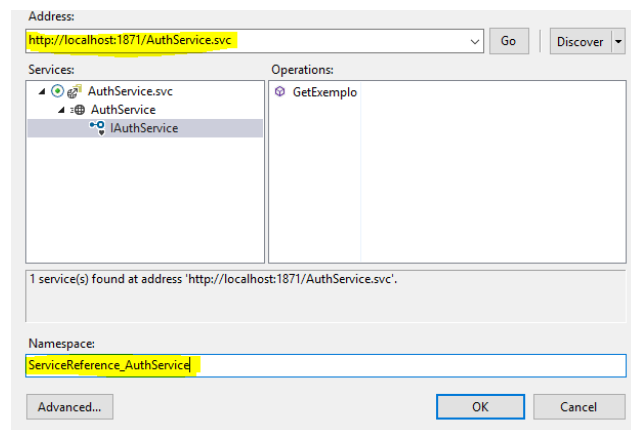 Address:
http://localhost:1871/AuthService.svc Go Discover
Services: Operations:
AuthService.svc GetExemplo
AuthService
IAuthService
1 service(s) found at address 'http://localhost:1871/AuthService.svc'.
Namespace:
ServiceReference_AuthService
Advanced... OK Cancel